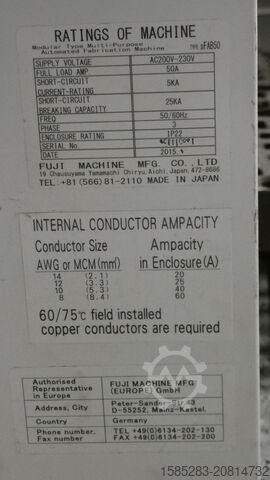 RATINGS OF MACHINE
Modular Type Multi-Purpose
Automated Fabrication Machine
TYPE sFAB50
SUPPLY VOLTAGE AC200V-230V
FULL LOAD AMP 50A
SHORT-CIRCUIT CURRENT-RATING 5KA
SHORT-CIRCUIT BREAKING CAPACITY 25KA
FREQ 50/60Hz
PHASE 3
ENCLOSURE RATING IP22
SERIAL No.
DATE 2015.
FUJI MACHINE MFG. CO., LTD
19 Chausuyama Yamamachi Chiryu, Aichi, Japan, 472-8686
TEL:+81(566)81-2110 MADE IN JAPAN
INTERNAL CONDUCTOR AMPACITY
Conductor Size Ampacity
AWG or MCM(mm²) in Enclosure(A)
14 (2.1) 20
12 (3.3) 25
10 (5.3) 40
8 (8.4) 60
60/75℃ field installed
copper conductors are required
Authorised Representative in Europe FUJI MACHINE MFG (EUROPE) GmbH
Address, City Peter-Sander-Str.43 D-55252, Mainz-Kastel.
Country Germany
Phone number, Fax number TEL +49(0)6134-202-130 FAX +49(0)6134-202-200
1585283-20814732